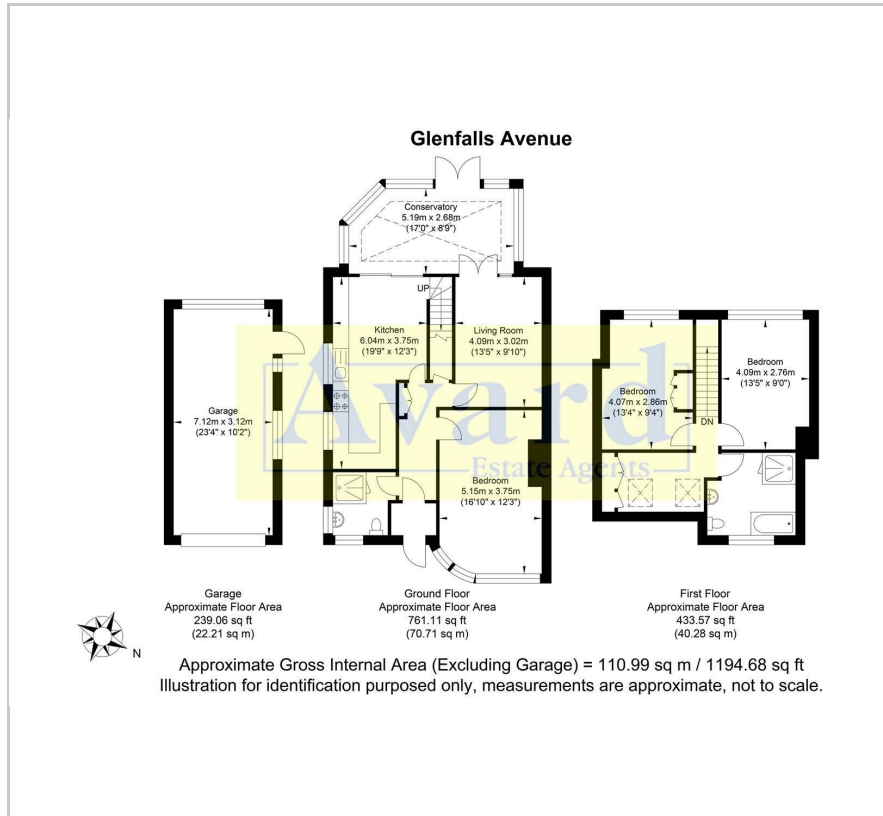 Glenfalls Avenue
Conservatory
5.19m x 2.68m
(17'0" x 8'9")
UP
Kitchen
6.04m x 3.75m
(19'9" x 12'3")
Living Room
4.09m x 3.02m
(13'5" x 9'10")
Garage
7.12m x 3.12m
(23'4" x 10'2")
Bedroom
5.15m x 3.75m
(16'10" x 12'3")
Bedroom
4.07m x 2.86m
(13'4" x 9'4")
Bedroom
4.09m x 2.76m
(13'5" x 9'0")
DN
Avard
Estate Agents
Garage
Approximate Floor Area
239.06 sq ft
(22.21 sq m)
Ground Floor
Approximate Floor Area
761.11 sq ft
(70.71 sq m)
First Floor
Approximate Floor Area
433.57 sq ft
(40.28 sq m)
N
Approximate Gross Internal Area (Excluding Garage) = 110.99 sq m / 1194.68 sq ft
Illustration for identification purposed only, measurements are approximate, not to scale.